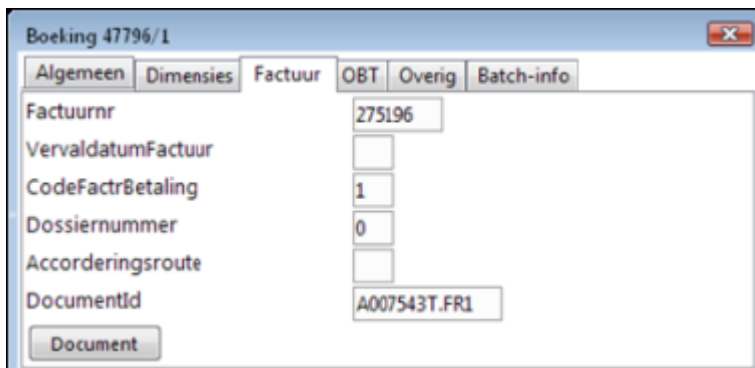 Boeking 47796/1
Algemeen Dimensies Factuur OBT Overig Batch-info
Factuurnr 275196
VervaldatumFactuur
CodeFactrBetaling 1
Dossiernummer 0
Accorderingsroute
DocumentId A007543T.FR1
Document